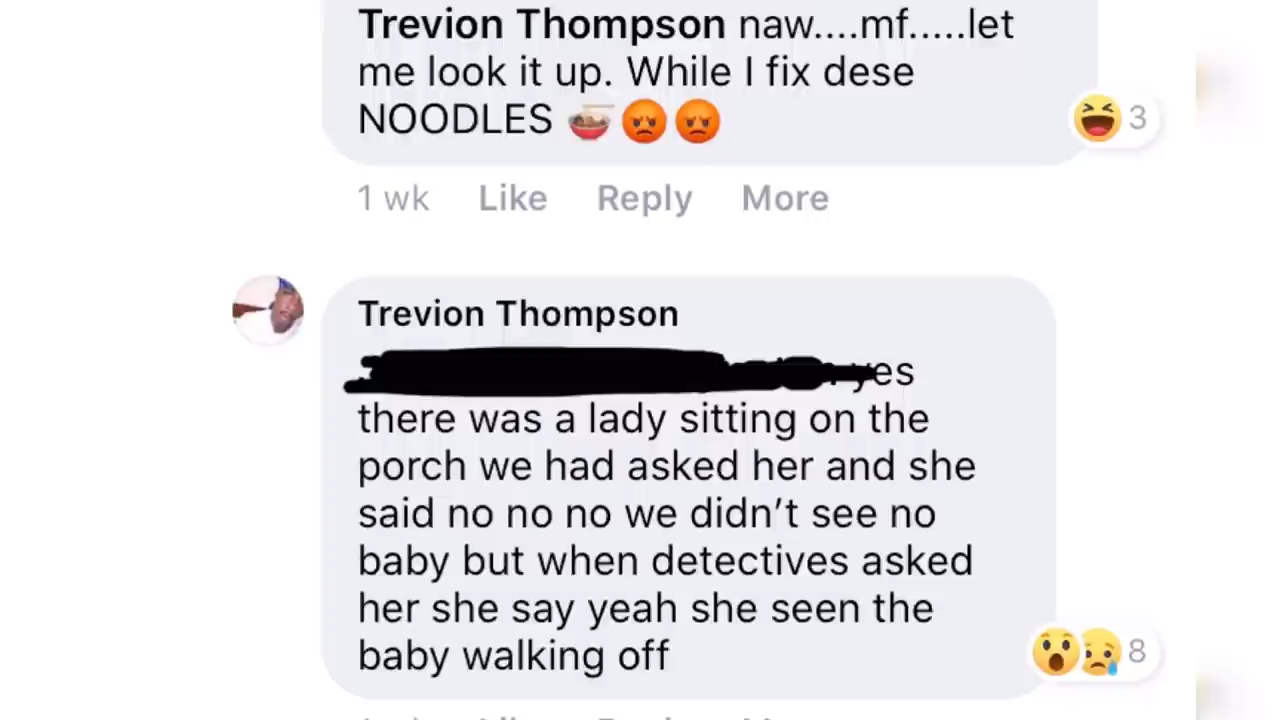 Trevion Thompson naw....mf.....let
me look it up. While I fix dese
NOODLES 🍜😡😡
3
1 wk Like Reply More
Trevion Thompson
yes
there was a lady sitting on the
porch we had asked her and she
said no no no we didn't see no
baby but when detectives asked
her she say yeah she seen the
baby walking off
8